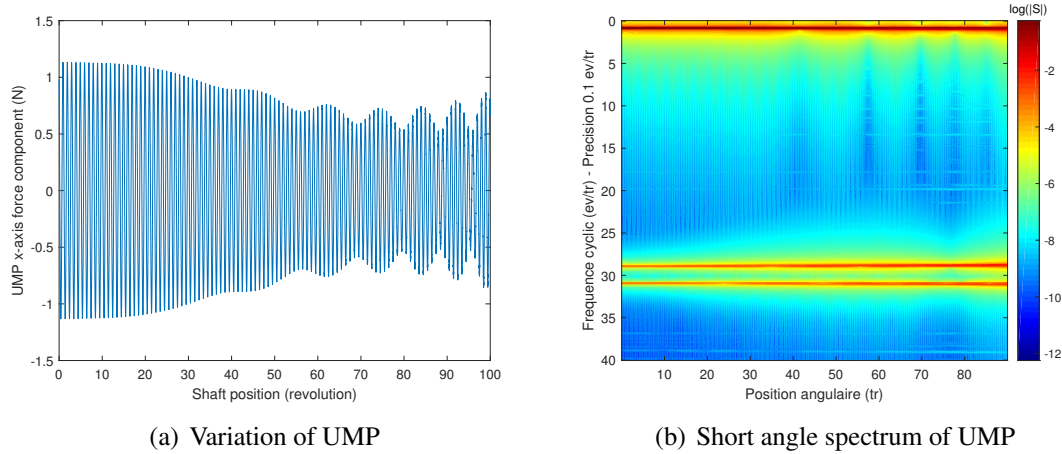 UMP x-axis force component (N)
1.5
1
0.5
0
-0.5
-1
-1.5
0 10 20 30 40 50 60 70 80 90 100
Shaft position (revolution)
(a) Variation of UMP
log(|S|)
Frequence cyclic (ev/tr) - Precision 0.1 ev/tr
0
5
10
15
20
25
30
35
40
10 20 30 40 50 60 70 80
Position angulaire (tr)
-2
-4
-6
-8
-10
-12
(b) Short angle spectrum of UMP